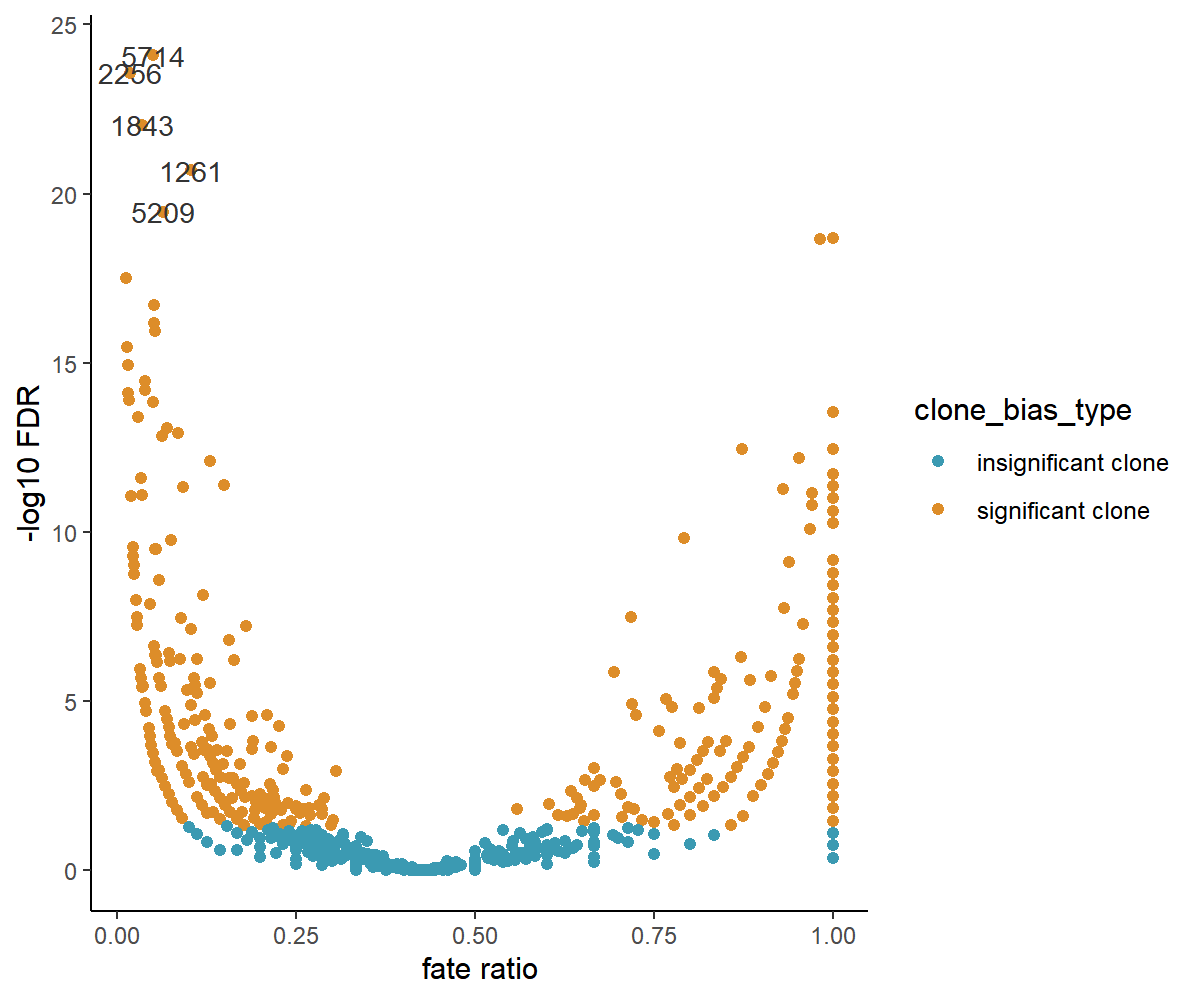 25
5714
2256
1843
1261
20
5209
15
10
5
0
-log10 FDR
0.00 0.25 0.50 0.75 1.00
fate ratio
clone_bias_type
insignificant clone
significant clone